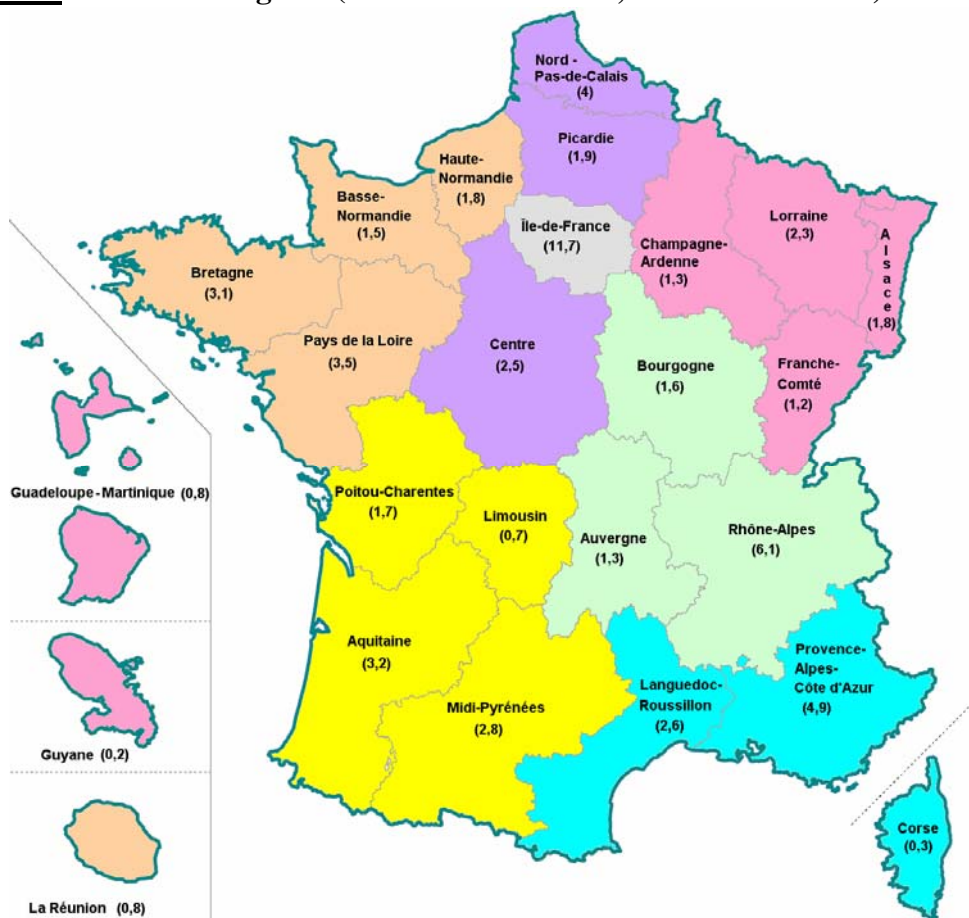 Nord -
Pas-de-Calais
(4)
Picardie
(1,9)
Haute-
Normandie
(1,8)
Basse-
Normandie
(1,5)
Île-de-France
(11,7)
Champagne-
Ardenne
(1,3)
Lorraine
(2,3)
Alsace
(1,8)
Bretagne
(3,1)
Pays de la Loire
(3,5)
Centre
(2,5)
Bourgogne
(1,6)
Franche-
Comté
(1,2)
Guadeloupe-Martinique (0,8)
Poitou-Charentes
(1,7)
Limousin
(0,7)
Auvergne
(1,3)
Rhône-Alpes
(6,1)
Aquitaine
(3,2)
Midi-Pyrénées
(2,8)
Languedoc-
Roussillon
(2,6)
Provence-
Alpes-
Côte d'Azur
(4,9)
Guyane (0,2)
Corse
(0,3)
La Réunion (0,8)